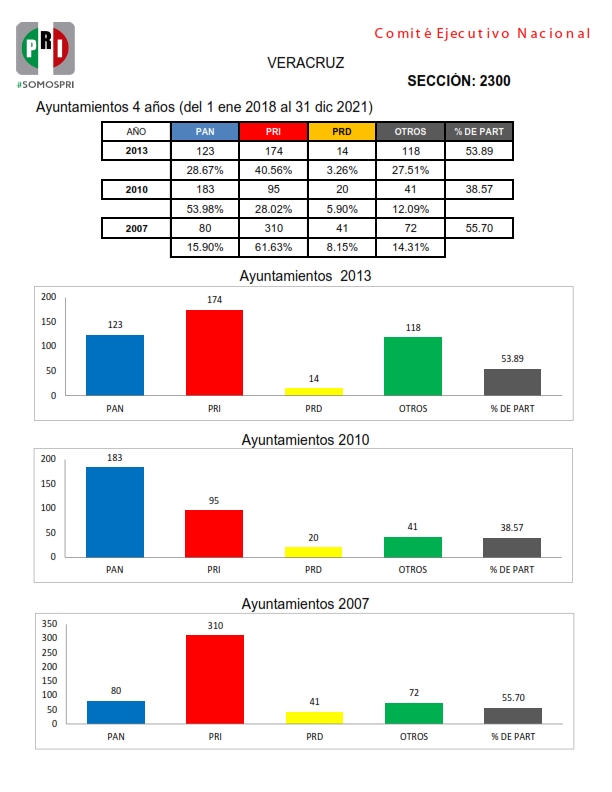 Comité Ejecutivo Nacional
PRI
#SOMOSPRI
VERACRUZ
SECCIÓN: 2300
Ayuntamientos 4 años (del 1 ene 2018 al 31 dic 2021)
AÑO PAN PRI PRD OTROS % DE PART
2013 123 174 14 118 53.89
28.67% 40.56% 3.26% 27.51%
2010 183 95 20 41 38.57
53.98% 28.02% 5.90% 12.09%
2007 80 310 41 72 55.70
15.90% 61.63% 8.15% 14.31%
Ayuntamientos 2013
200
150
100
50
0
123 174 14 118 53.89
PAN PRI PRD OTROS % DE PART
Ayuntamientos 2010
200
150
100
50
0
183 95 20 41 38.57
PAN PRI PRD OTROS % DE PART
Ayuntamientos 2007
350
300
250
200
150
100
50
0
80 310 41 72 55.70
PAN PRI PRD OTROS % DE PART